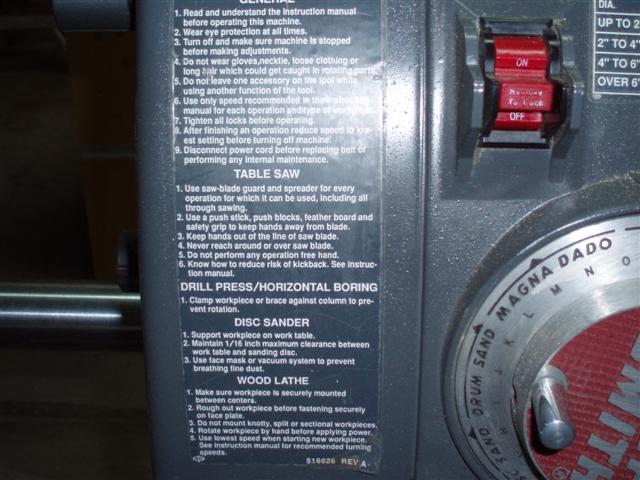 GENERAL
1. Read and understand the instruction manual
before operating this machine.
2. Wear eye protection at all times.
3. Turn off and make sure machine is stopped
before making adjustments.
4. Do not wear gloves,necktie, loose clothing or
long hair which could get caught in rotating parts.
5. Do not leave one accessory on the tool while
using another function of the tool.
6. Use only speed recommended in the instruction
manual for each operation and type of workpiece.
7. Tighten all locks before operating.
8. After finishing an operation reduce speed to low-
est setting before turning off machine.
9. Disconnect power cord before replacing belt or
performing any internal maintenance.
TABLE SAW
1. Use saw-blade guard and spreader for every
operation for which it can be used, including all
through sawing.
2. Use a push stick, push blocks, feather board and
safety grip to keep hands away from blade.
3. Keep hands out of the line of saw blade.
4. Never reach around or over saw blade.
5. Do not perform any operation free hand.
6. Know how to reduce risk of kickback. See instruc-
tion manual.
DRILL PRESS/HORIZONTAL BORING
1. Clamp workpiece or brace against column to pre-
vent rotation.
DISC SANDER
1. Support workpiece on work table.
2. Maintain 1/16 inch maximum clearance between
work table and sanding disc.
3. Use face mask or vacuum system to prevent
breathing fine dust.
WOOD LATHE
1. Make sure workpiece is securely mounted
between centers.
2. Rough out workpiece before fastening securely
on face plate.
3. Do not mount knotty, split or sectional workpieces.
4. Rotate workpiece by hand before applying power.
5. Use lowest speed when starting new workpiece.
See instruction manual for recommended turning
speeds.
516626 REV A
ON
Remove
To Lock
OFF
DIA.
UP TO 2
2" TO 4"
4" TO 6"
OVER 6"
SAND DRUM SAND MAGNA DADO
H J K L M N O
SMITH
®